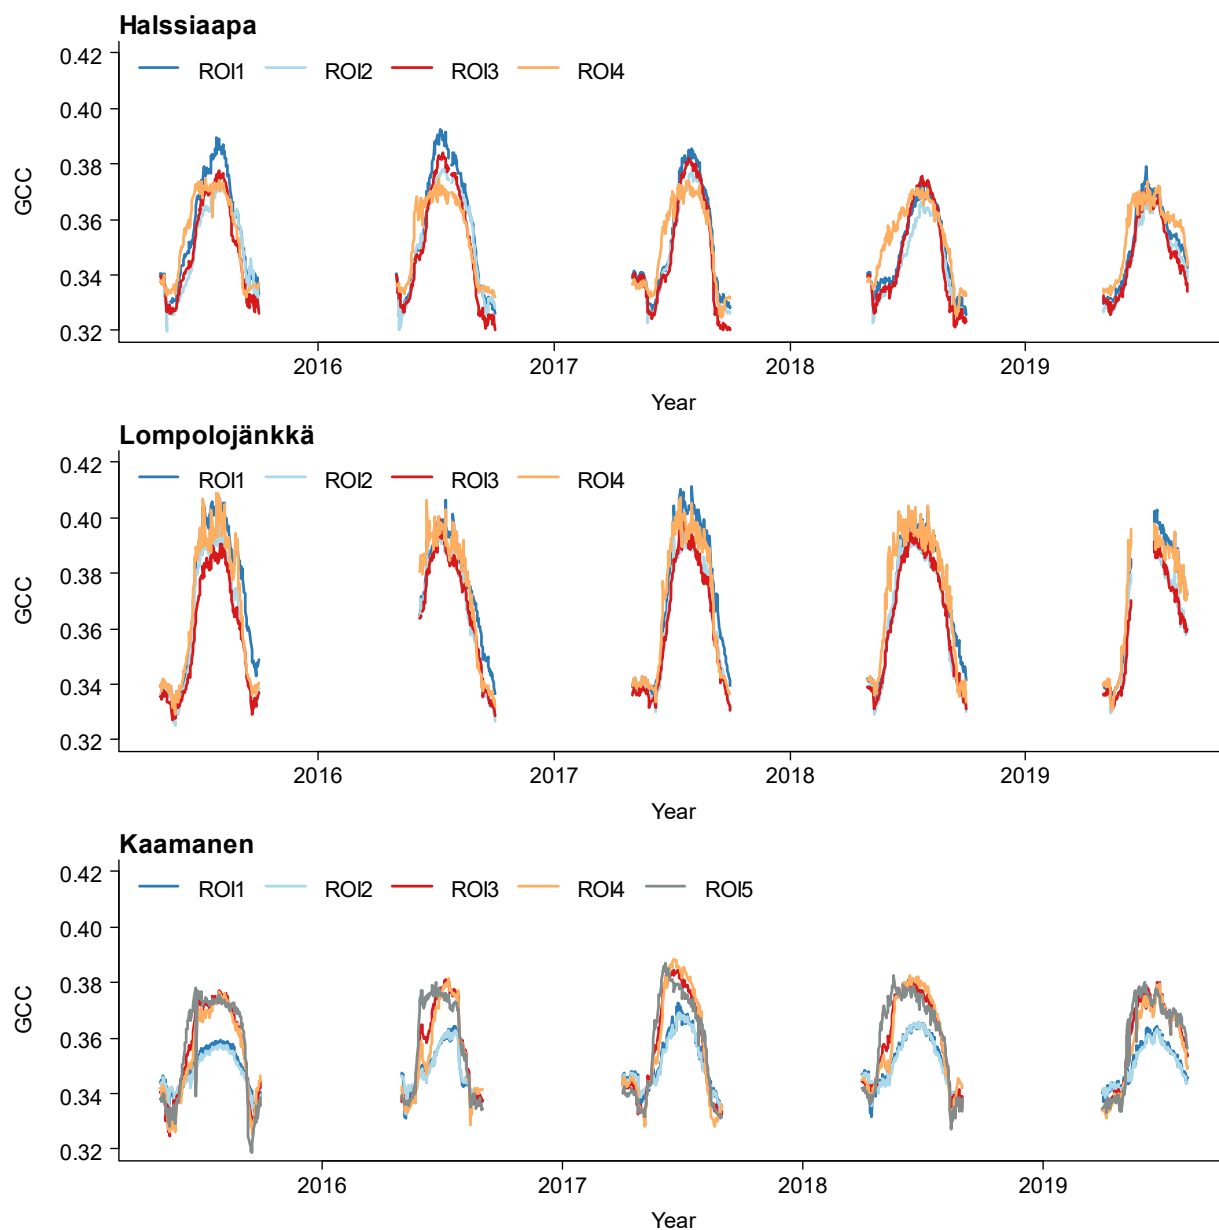 Halssiaapa
0.42
ROI1 ROI2 ROI3 ROI4
0.40
0.38
GCC
0.36
0.34
0.32
2016 2017 2018 2019
Year
Lompolojänkkä
0.42
ROI1 ROI2 ROI3 ROI4
0.40
0.38
GCC
0.36
0.34
0.32
2016 2017 2018 2019
Year
Kaamanen
0.42
ROI1 ROI2 ROI3 ROI4 ROI5
0.40
0.38
GCC
0.36
0.34
0.32
2016 2017 2018 2019
Year